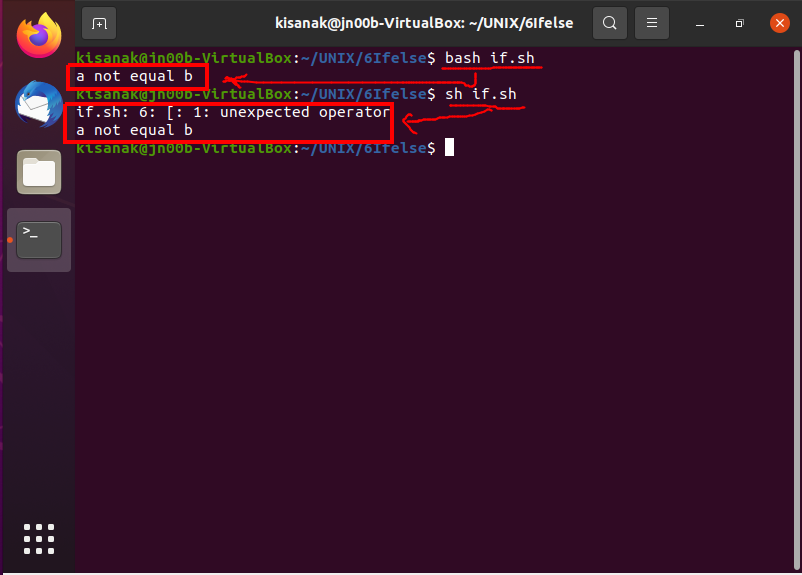 kisanak@jn00b-VirtualBox: ~/UNIX/6Ifelse
kisanak@jn00b-VirtualBox:~/UNIX/6Ifelse$ bash if.sh
a not equal b
kisanak@jn00b-VirtualBox:~/UNIX/6Ifelse$ sh if.sh
if.sh: 6: [: 1: unexpected operator
a not equal b
kisanak@jn00b-VirtualBox:~/UNIX/6Ifelse$